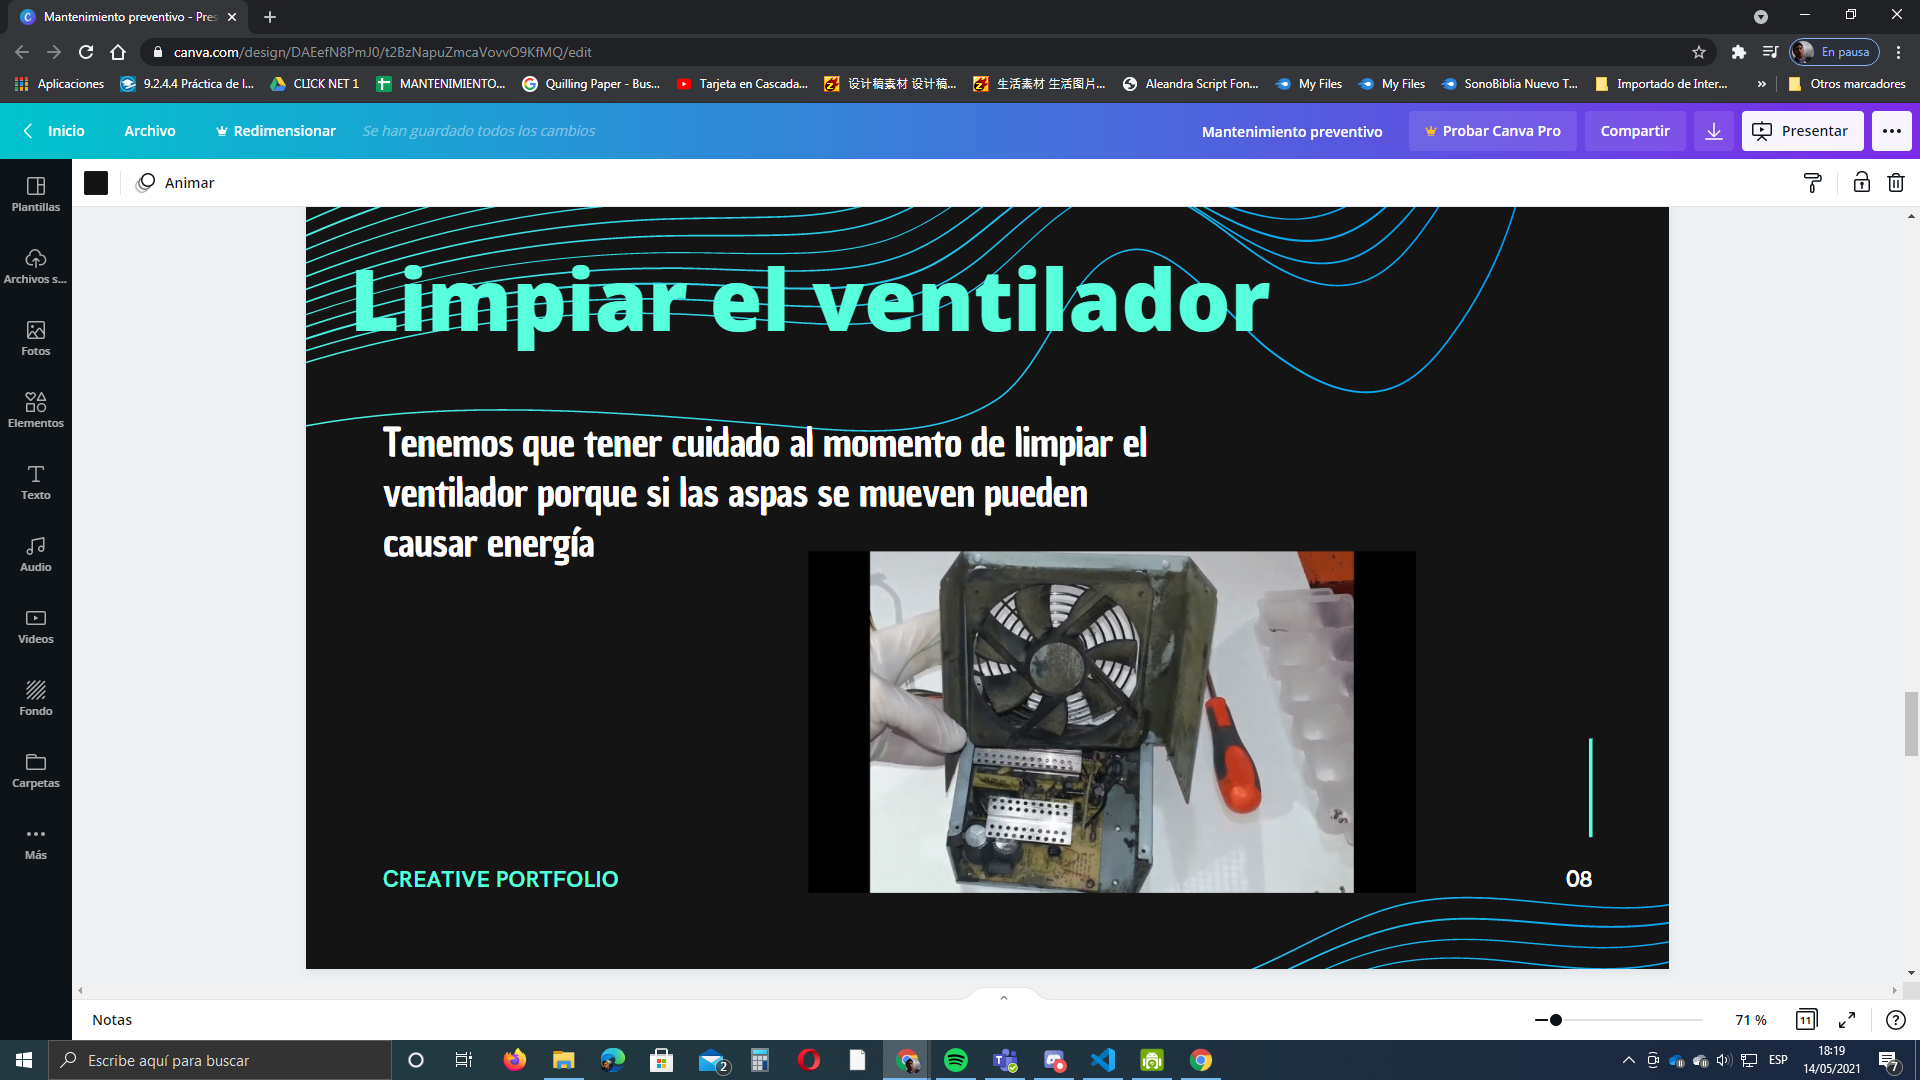 Mantenimiento preventivo - Pres
canva.com/design/DAEefN8PmJ0/t2BzNapuZmcaVovvO9KfMQ/edit
En pausa
Aplicaciones
9.2.4.4 Práctica de l...
CLICK NET 1
MANTENIMIENTO...
Quilling Paper - Bus...
Tarjeta en Cascada...
设计稿素材 设计稿...
生活素材 生活图片...
Aleandra Script Fon...
My Files
My Files
SonoBiblia Nuevo T...
Importado de Inter...
»
Otros marcadores
Inicio
Archivo
Redimensionar
Se han guardado todos los cambios
Mantenimiento preventivo
Probar Canva Pro
Compartir
Presentar
Animar
Plantillas
Archivos s...
Fotos
Elementos
Texto
Audio
Videos
Fondo
Carpetas
Más
Limpiar el ventilador
Tenemos que tener cuidado al momento de limpiar el
ventilador porque si las aspas se mueven pueden
causar energía
CREATIVE PORTFOLIO
08
Notas
71 %
11
Escribe aquí para buscar
2
ESP
18:19
14/05/2021
7